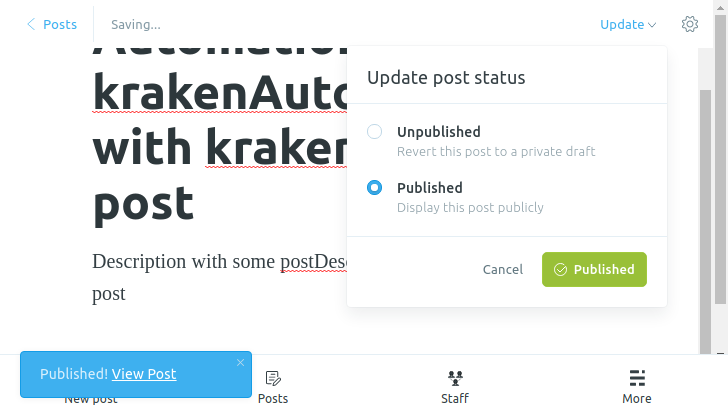 Posts
Saving...
Update
Automation
krakenAuto
with kraken
post
Description with some postDesc
post
Update post status
Unpublished
Revert this post to a private draft
Published
Display this post publicly
Cancel
Published
Published! View Post
New post
Posts
Staff
More